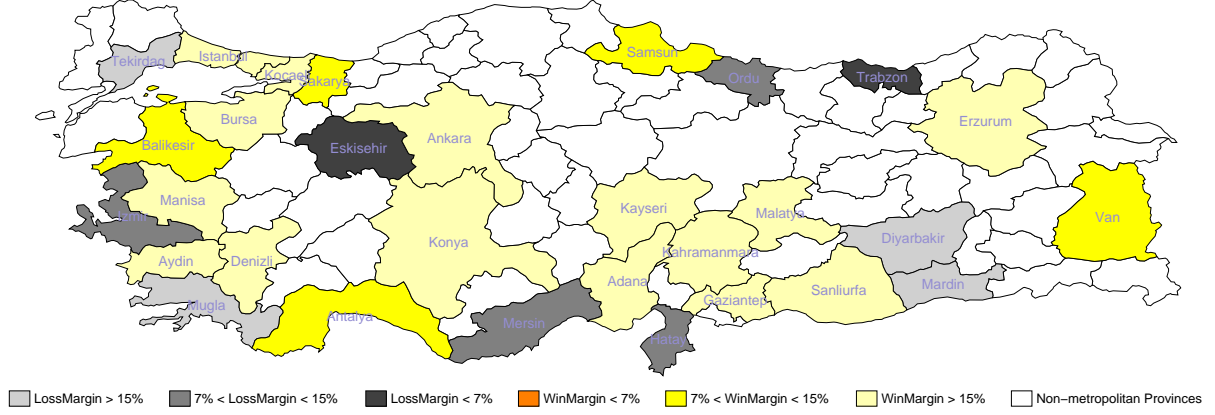 Samsun
Istanbul
Tekirdag
Kocaeli
Sakarya
Ordu
Trabzon
Bursa
Ankara
Erzurum
Balikesir
Eskisehir
Manisa
Kayseri
Malatya
Izmir
Van
Konya
Diyarbakir
Kahramanmara
Aydin
Denizli
Adana
Mardin
Sanliurfa
Gaziantep
Mugla
Antalya
Mersin
Hatay
LossMargin > 15% 7% < LossMargin < 15% LossMargin < 7% WinMargin < 7% 7% < WinMargin < 15% WinMargin > 15% Non−metropolitan Provinces